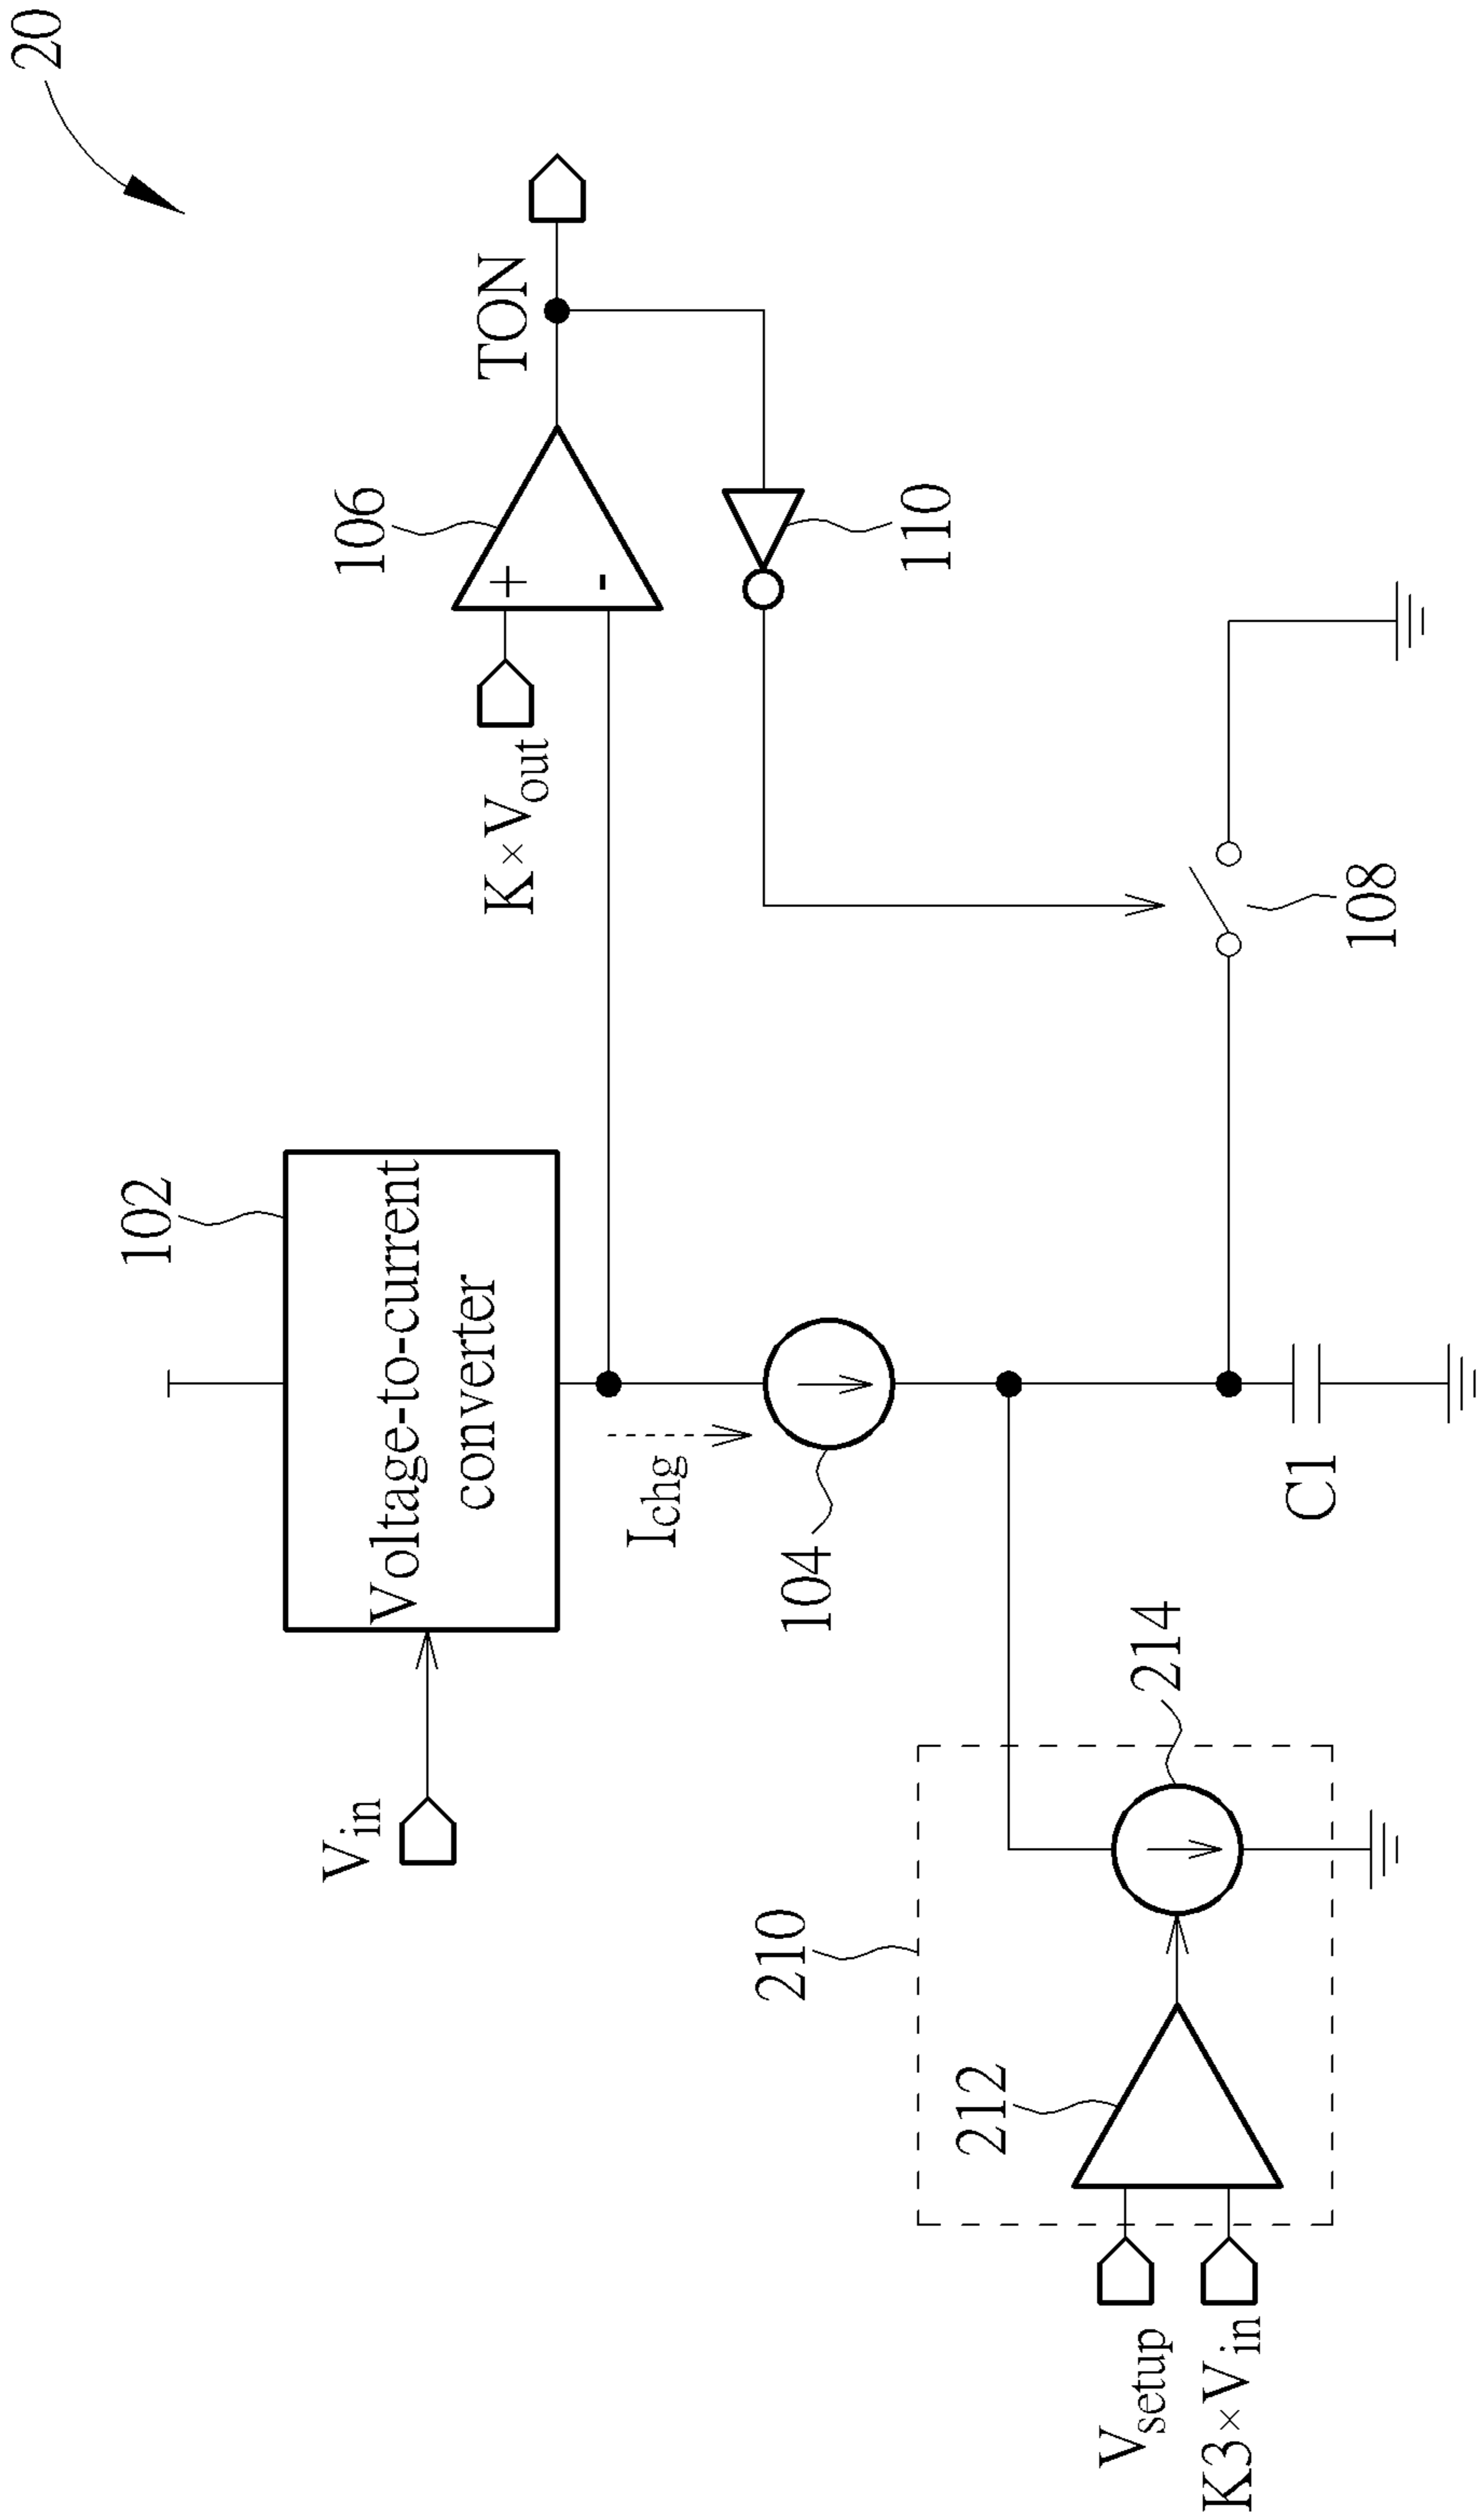 20
102
Vin
Voltage-to-current
converter
106
TON
K×Vout
+
-
Ichg
104
110
210
212
214
108
Vsetup
K3×Vin
C1